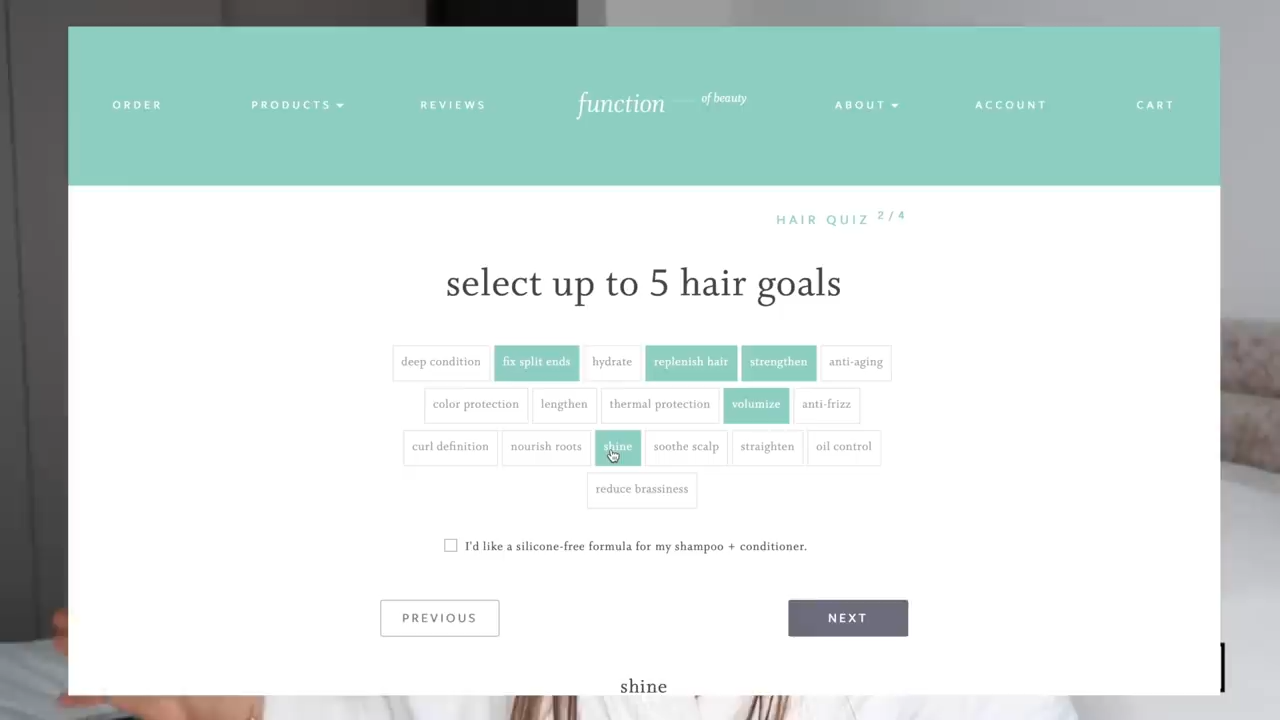 ORDER PRODUCTS REVIEWS function of beauty ABOUT ACCOUNT CART
HAIR QUIZ 2/4
select up to 5 hair goals
deep condition fix split ends hydrate replenish hair strengthen anti-aging
color protection lengthen thermal protection volumize anti-frizz
curl definition nourish roots shine soothe scalp straighten oil control
reduce brassiness
I'd like a silicone-free formula for my shampoo + conditioner.
PREVIOUS NEXT
shine